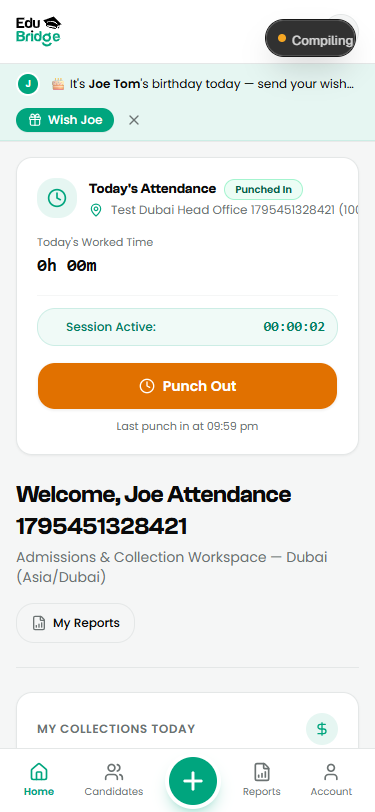 Edu
Bridge
Compiling
J
It's Joe Tom's birthday today — send your wish...
Wish Joe
Today's Attendance
Punched In
Test Dubai Head Office 1795451328421 (100
Today's Worked Time
0h 00m
Session Active:
00:00:02
Punch Out
Last punch in at 09:59 pm
Welcome, Joe Attendance
1795451328421
Admissions & Collection Workspace — Dubai
(Asia/Dubai)
My Reports
MY COLLECTIONS TODAY
$
Home
Candidates
Reports
Account